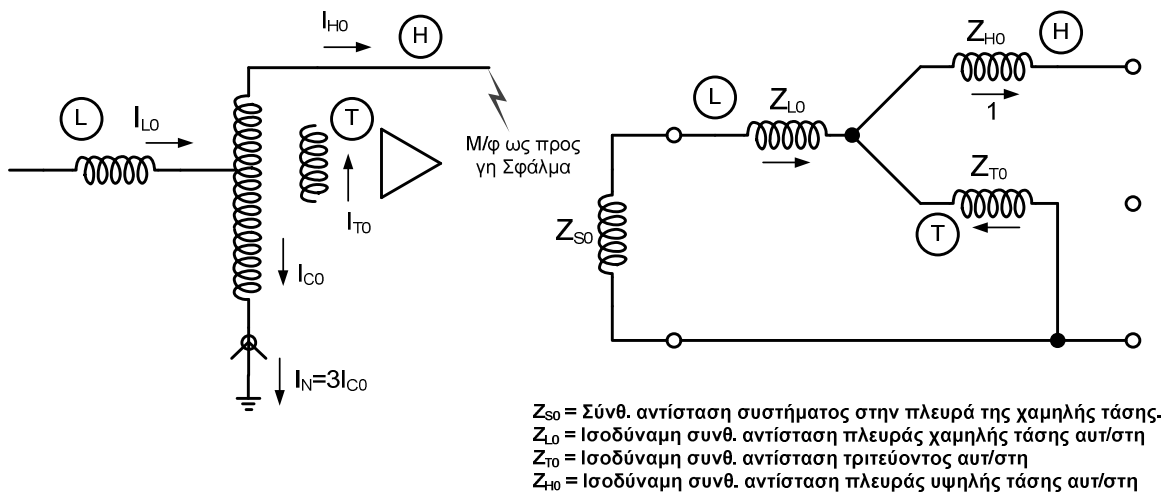 I_H0
H
L
I_L0
T
Μ/φ ως προς
γη Σφάλμα
I_T0
I_C0
I_N=3I_C0
Z_H0
H
L
Z_L0
1
Z_T0
T
Z_S0
Z_S0 = Σύνθ. αντίσταση συστήματος στην πλευρά της χαμηλής τάσης.
Z_L0 = Ισοδύναμη συνθ. αντίσταση πλευράς χαμηλής τάσης αυτ/στη
Z_T0 = Ισοδύναμη συνθ. αντίσταση τριτεύοντος αυτ/στη
Z_H0 = Ισοδύναμη συνθ. αντίσταση πλευράς υψηλής τάσης αυτ/στη